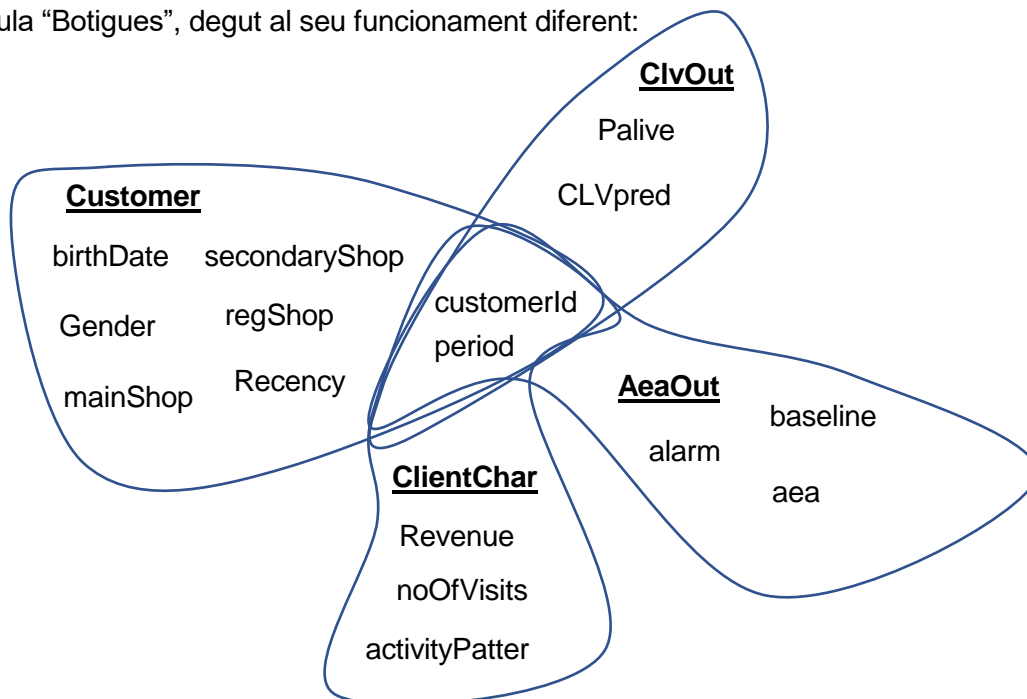 ula “Botigues”, degut al seu funcionament diferent:
ClvOut
Palive
CLVpred
Customer
birthDate secondaryShop
Gender regShop
mainShop Recency
customerId
period
AeaOut
baseline
alarm
aea
ClientChar
Revenue
noOfVisits
activityPatter